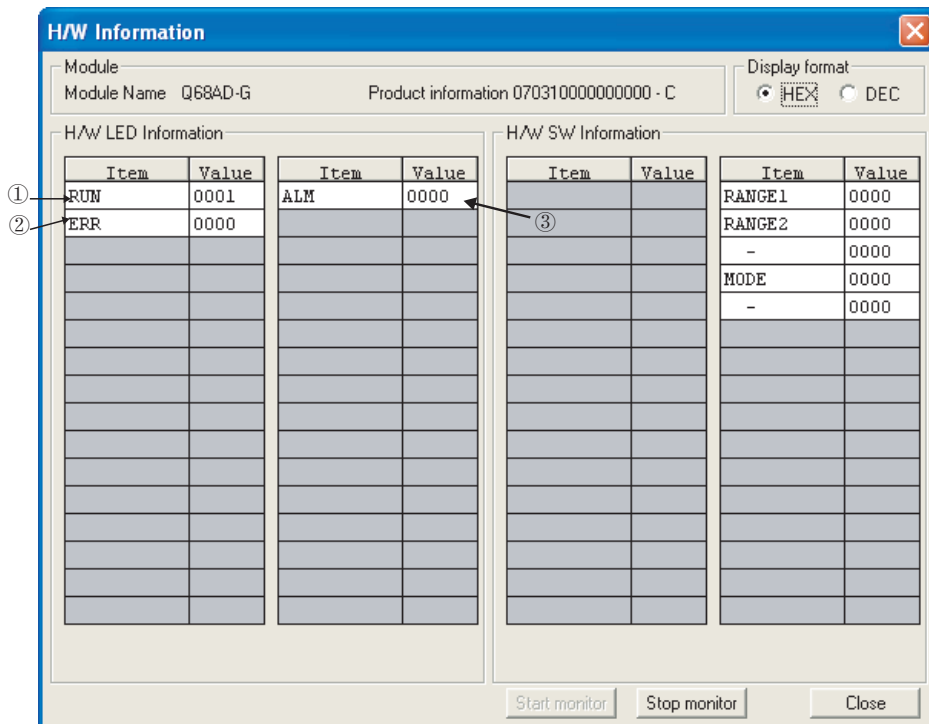 H/W Information
Module
Display format
Module Name Q68AD-G Product information 070310000000000 - C
HEX DEC
H/W LED Information
H/W SW Information
Item Value Item Value Item Value Item Value
① RUN 0001 ALM 0000 RANGE1 0000
② ERR 0000 ③ RANGE2 0000
- 0000
MODE 0000
- 0000
Start monitor Stop monitor Close